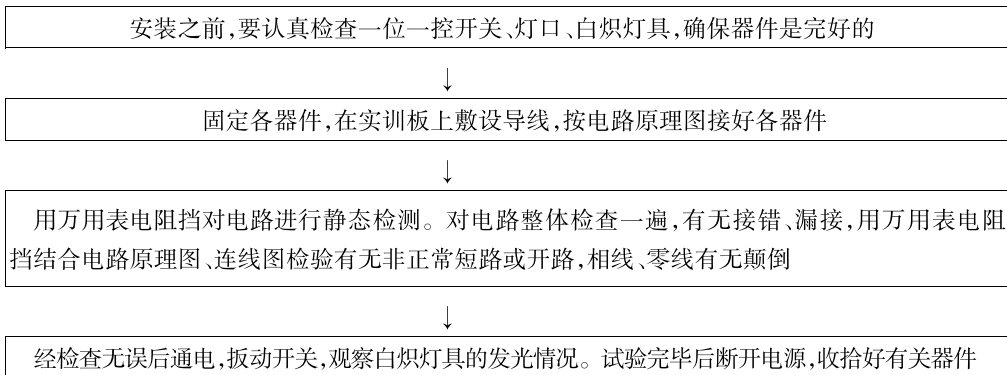 安装之前,要认真检查一位一控开关、灯口、白炽灯具,确保器件是完好的
↓
固定各器件,在实训板上敷设导线,按电路原理图接好各器件
↓
用万用表电阻挡对电路进行静态检测。对电路整体检查一遍,有无接错、漏接,用万用表电阻
挡结合电路原理图、连线图检验有无非正常短路或开路,相线、零线有无颠倒
↓
经检查无误后通电,扳动开关,观察白炽灯具的发光情况。试验完毕后断开电源,收拾好有关器件